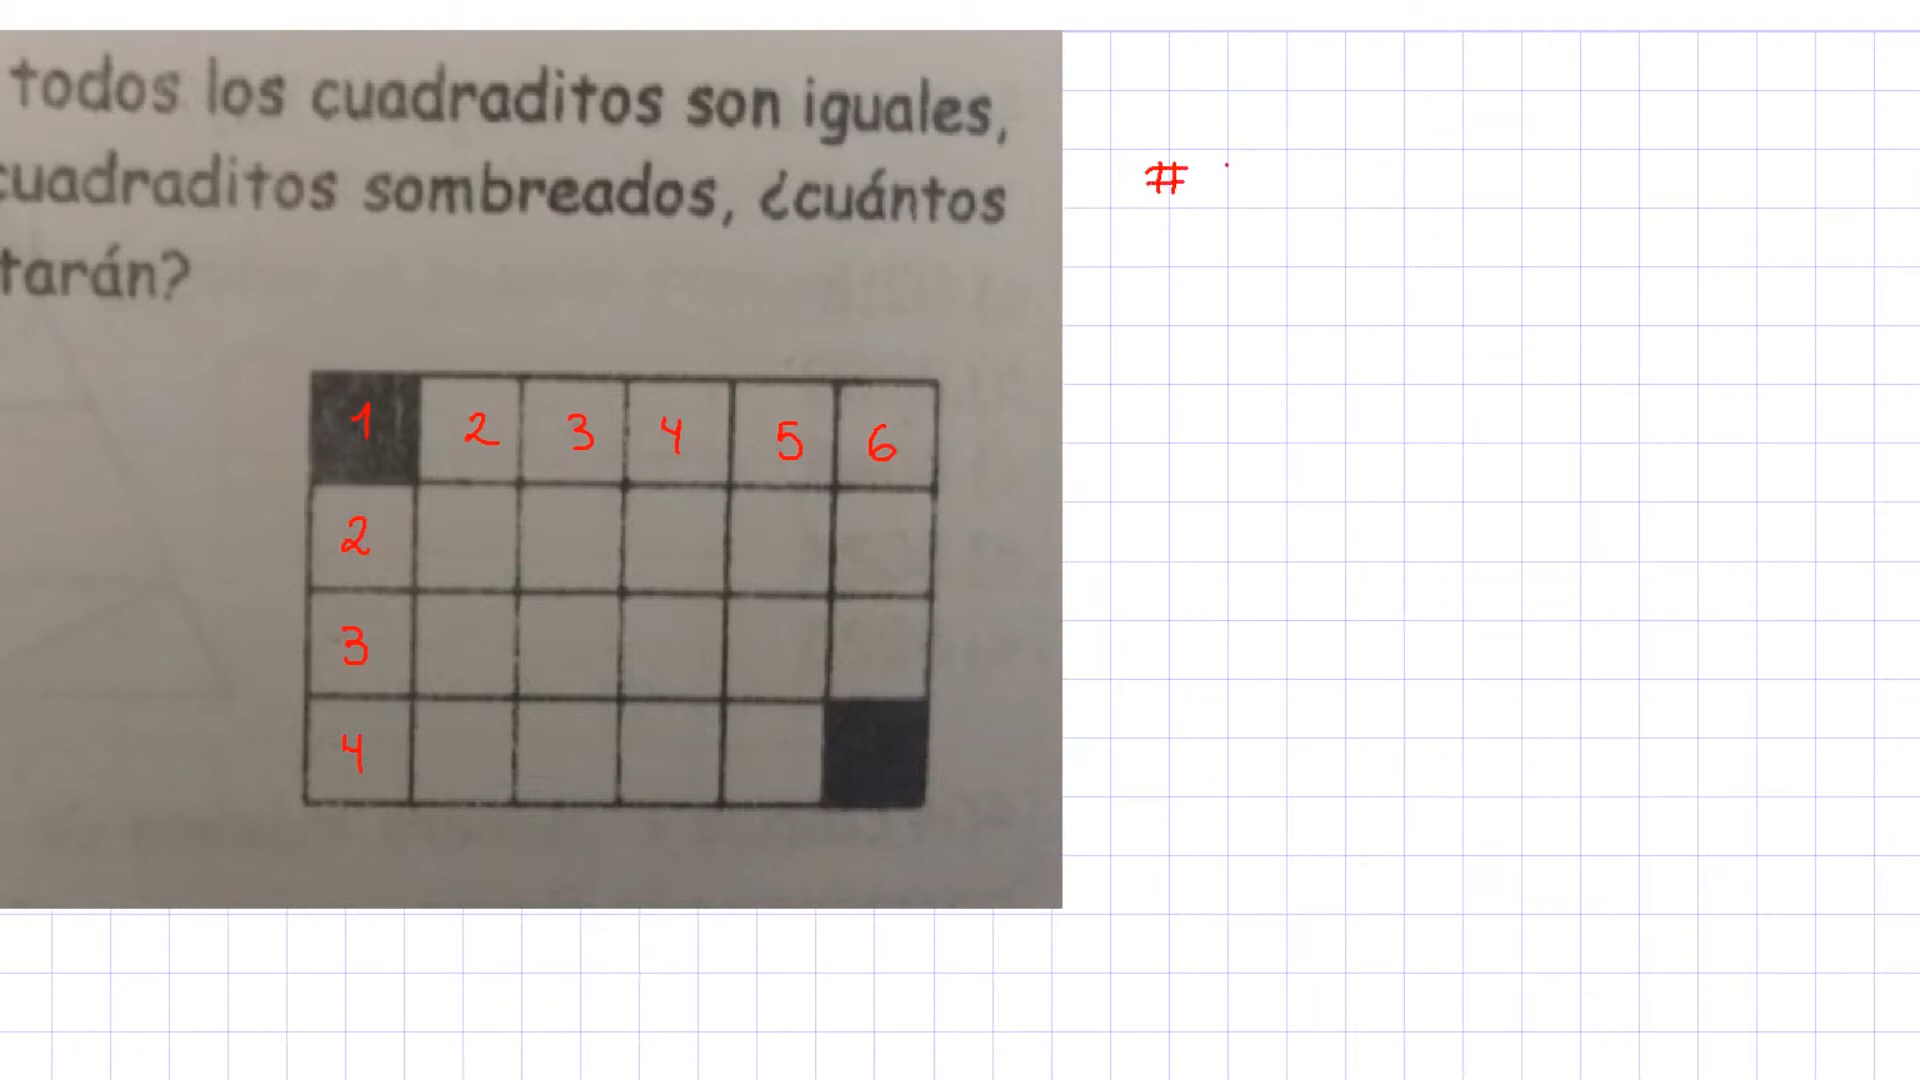 todos los cuadraditos son iguales,
cuadraditos sombreados, ¿cuántos
tarán?
#
1 2 3 4 5 6
2
3
4